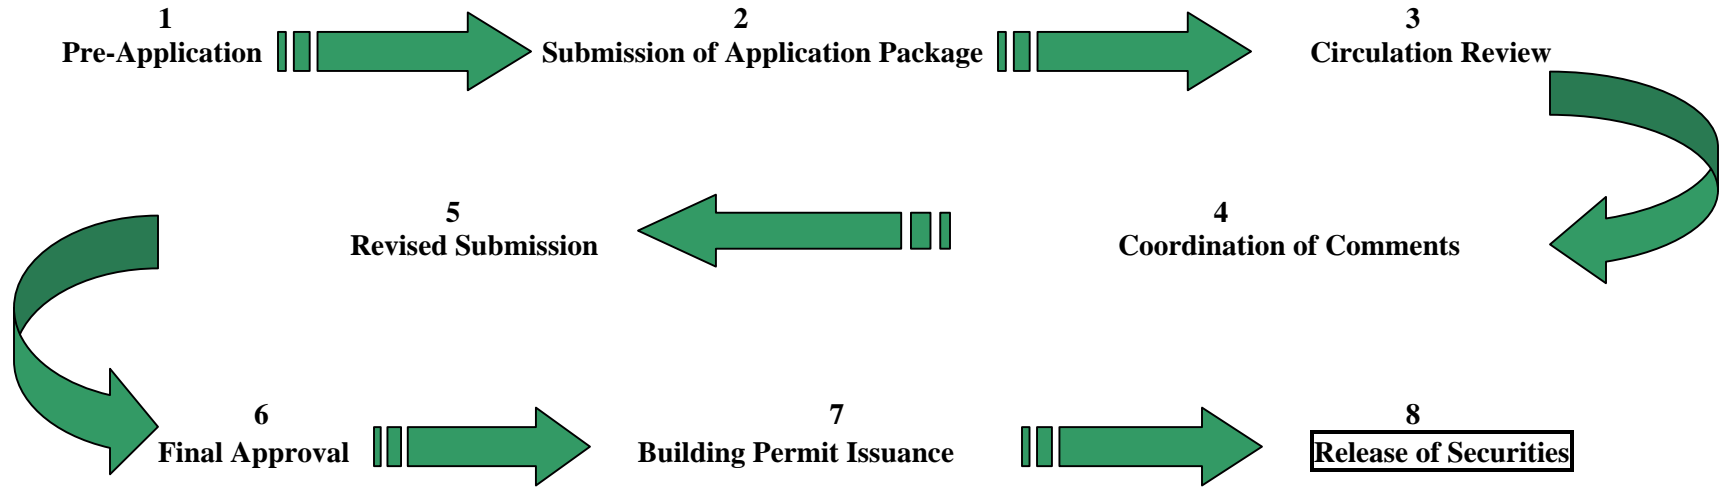 1
Pre-Application
2
Submission of Application Package
3
Circulation Review
4
Coordination of Comments
5
Revised Submission
6
Final Approval
7
Building Permit Issuance
8
Release of Securities